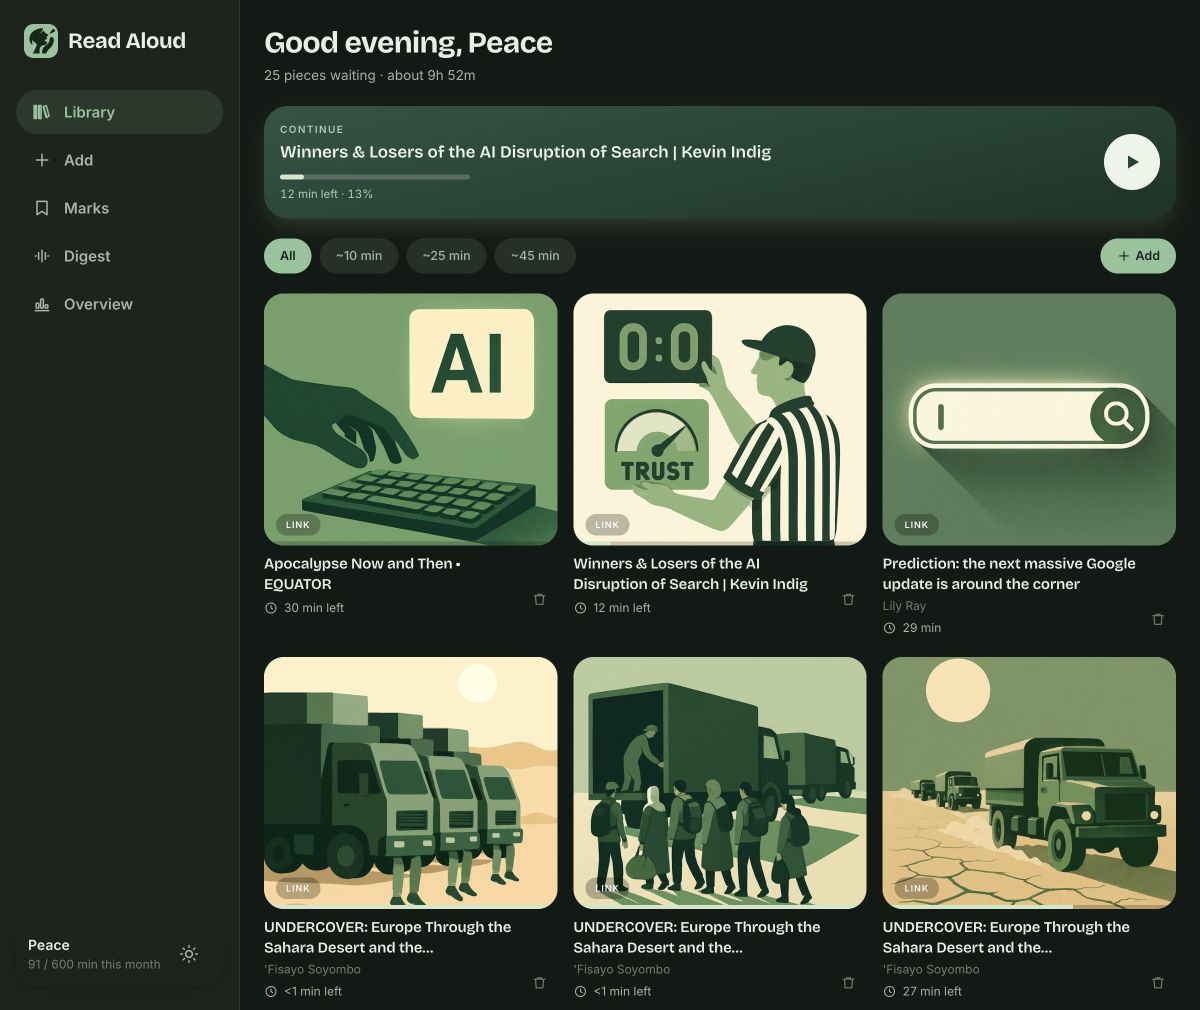 Read Aloud
Library
Add
Marks
Digest
Overview
Peace
91 / 600 min this month
Good evening, Peace
25 pieces waiting · about 9h 52m
CONTINUE
Winners & Losers of the AI Disruption of Search | Kevin Indig
12 min left · 13%
All
~10 min
~25 min
~45 min
+ Add
AI
LINK
Apocalypse Now and Then •
EQUATOR
30 min left
0:0
TRUST
LINK
Winners & Losers of the AI
Disruption of Search | Kevin Indig
12 min left
LINK
Prediction: the next massive Google
update is around the corner
Lily Ray
29 min
LINK
UNDERCOVER: Europe Through the
Sahara Desert and the...
'Fisayo Soyombo
<1 min left
LINK
UNDERCOVER: Europe Through the
Sahara Desert and the...
'Fisayo Soyombo
<1 min left
LINK
UNDERCOVER: Europe Through the
Sahara Desert and the...
'Fisayo Soyombo
27 min left